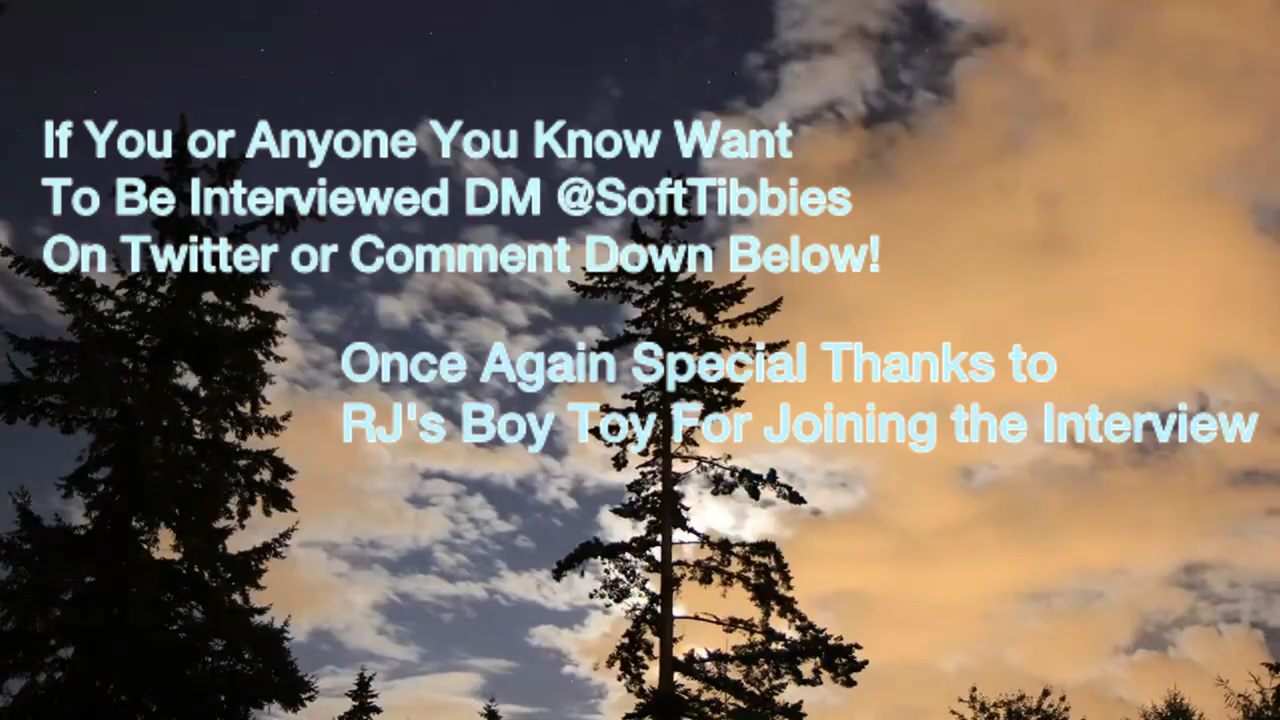 If You or Anyone You Know Want
To Be Interviewed DM @SoftTibbies
On Twitter or Comment Down Below!
Once Again Special Thanks to
RJ's Boy Toy For Joining the Interview